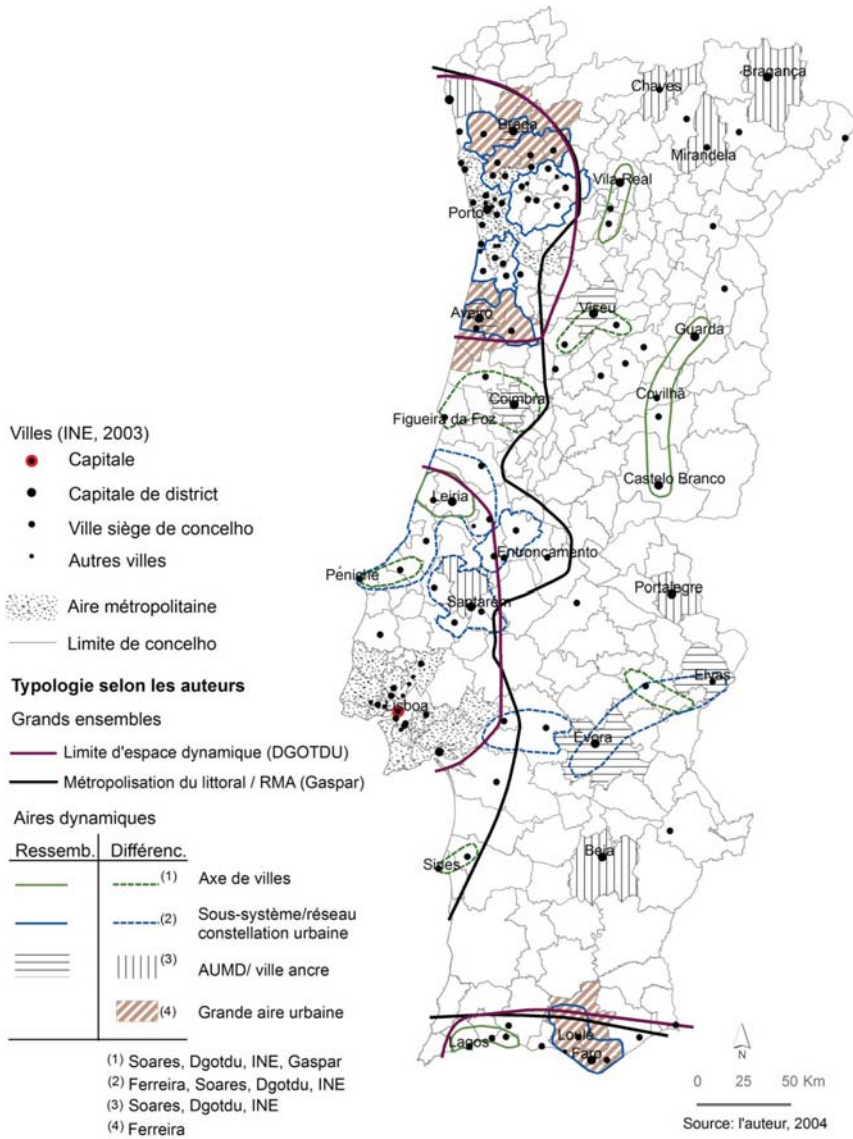 Bragança
Chaves
Braga
Mirandela
Vila Real
Porto
Aveiro
Viseu
Guarda
Covilhã
Coimbra
Figueira da Foz
Castelo Branco
Leiria
Entroncamento
Péniche
Portalegre
Santarém
Elvas
Lisboa
Évora
Beja
Sines
Loulé
Lagos
Faro
Villes (INE, 2003)
Capitale
Capitale de district
Ville siège de concelho
Autres villes
Aire métropolitaine
Limite de concelho
Typologie selon les auteurs
Grands ensembles
Limite d'espace dynamique (DGOTDU)
Métropolisation du littoral / RMA (Gaspar)
Aires dynamiques
Ressemb. Différenc.
(1) Axe de villes
(2) Sous-système/réseau
constellation urbaine
(3) AUMD/ ville ancre
(4) Grande aire urbaine
(1) Soares, Dgotdu, INE, Gaspar
(2) Ferreira, Soares, Dgotdu, INE
(3) Soares, Dgotdu, INE
(4) Ferreira
N
0 25 50 Km
Source: l'auteur, 2004